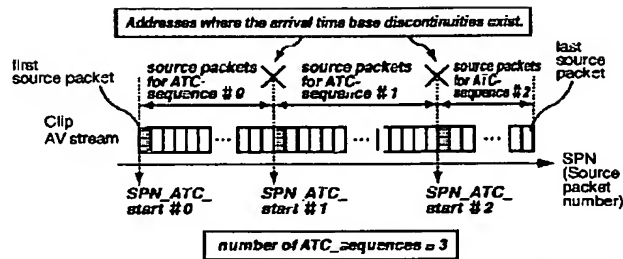 Addresses where the arrival time base discontinuities exist.
first
source packet
source packets
for ATC-
sequence # 0
source packets
for ATC-
sequence # 1
source packets
for ATC-
sequence # 2
last
source
packet
Clip
AV stream
SPN
(Source
packet
number)
SPN_ATC_
start # 0
SPN_ATC_
start # 1
SPN_ATC_
start # 2
number of ATC_sequences = 3